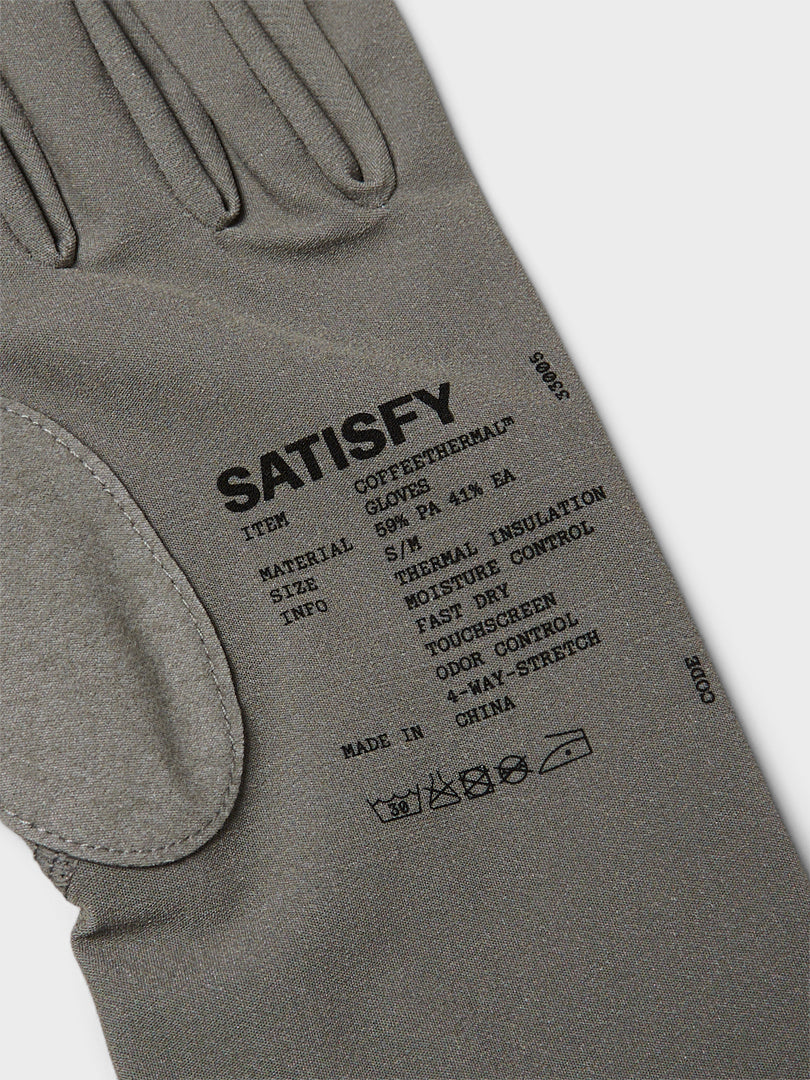 SATISFY
ITEM COFFEETHERMAL™
GLOVES
MATERIAL 59% PA 41% EA
SIZE S/M
INFO THERMAL INSULATION
MOISTURE CONTROL
FAST DRY
TOUCHSCREEN
ODOR CONTROL
4-WAY-STRETCH
MADE IN CHINA
30
CODE 33005